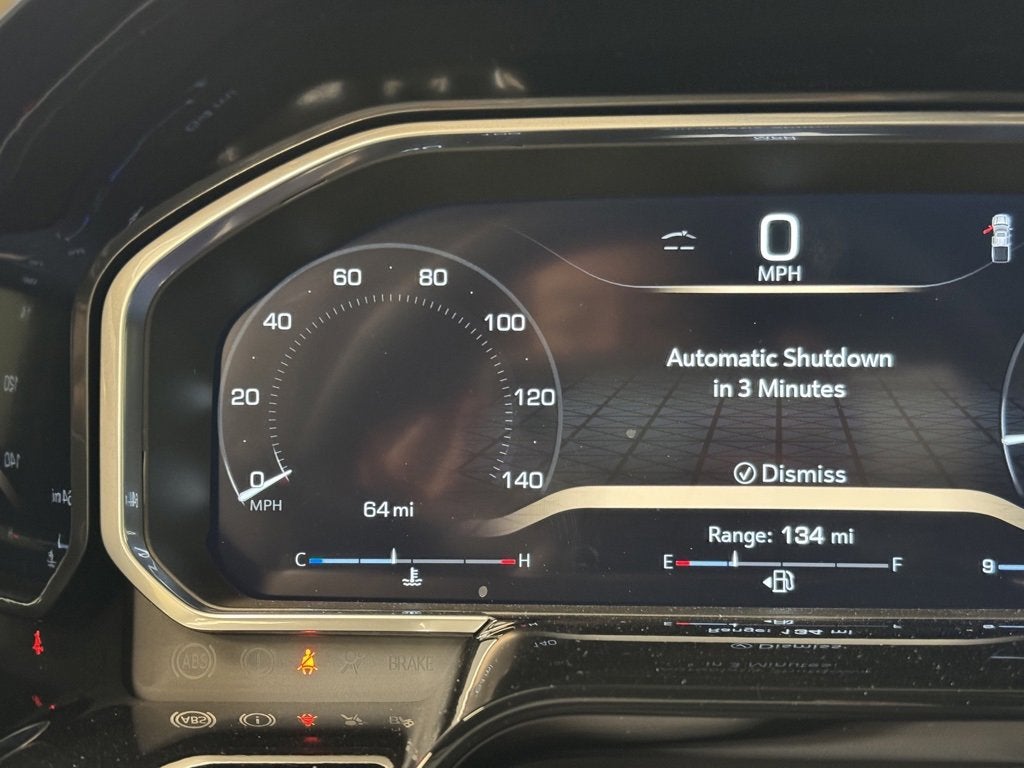 0
MPH
60 80
40 100
20 120
0 140
MPH
64 mi
Automatic Shutdown
in 3 Minutes
Dismiss
Range: 134 mi
C H
E F
9
ABS
BRAKE